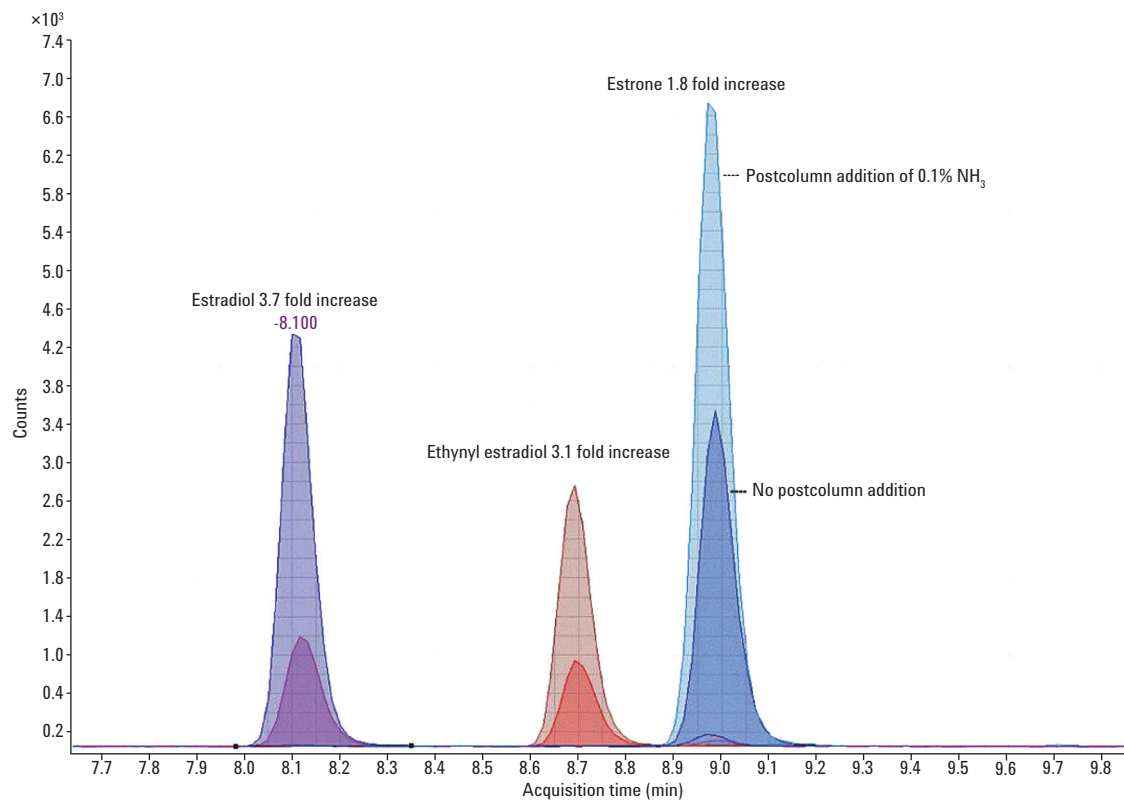 ×10³
7.4
7.0
6.6
6.2
5.8
5.4
5.0
4.6
4.2
3.8
3.4
3.0
2.6
2.2
1.8
1.4
1.0
0.4
0.2
Counts
Estradiol 3.7 fold increase
-8.100
Ethynyl estradiol 3.1 fold increase
Estrone 1.8 fold increase
Postcolumn addition of 0.1% NH₃
No postcolumn addition
7.7 7.8 7.9 8.0 8.1 8.2 8.3 8.4 8.5 8.6 8.7 8.8 8.9 9.0 9.1 9.2 9.3 9.4 9.5 9.6 9.7 9.8
Acquisition time (min)